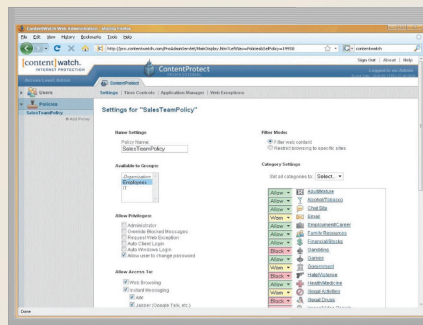 ContentWatch Web Administration - Mozilla Firefox
File Edit View History Bookmarks Tools Help
contentwatch
Sign Out | About | Help
[content]watch.
INTERNET PROTECTION
ContentProtect
PROFESSIONAL
ContentProtect
Users
Settings | Time Controls | Application Manager | Web Exceptions
Policies
SalesTeamPolicy
Add Policy
Settings for "SalesTeamPolicy"
Name Settings
Policy Name:
SalesTeamPolicy
Filter Mode:
Filter web content
Restrict browsing to specific sites
Available to Groups:
Organization
Employees
IT
Category Settings
Set all categories to: Select...
Allow Adult/Mature
Allow Alcohol/Tobacco
Allow Chat Site
Warn Email
Allow Employment/Career
Allow Family Resources
Allow Financial/Stocks
Block Gambling
Allow Games
Warn Government
Block Hate/Violence
Allow Health/Medicine
Warn Illegal Activities
Block Illegal Drugs
Allow Privileges:
Administrator
Override Blocked Messages
Request Web Exception
Auto Client Login
Auto Windows Login
Allow user to change password
Allow Access To:
Web Browsing
Instant Messaging
AIM
Jabber (Google Talk, etc.)
Done